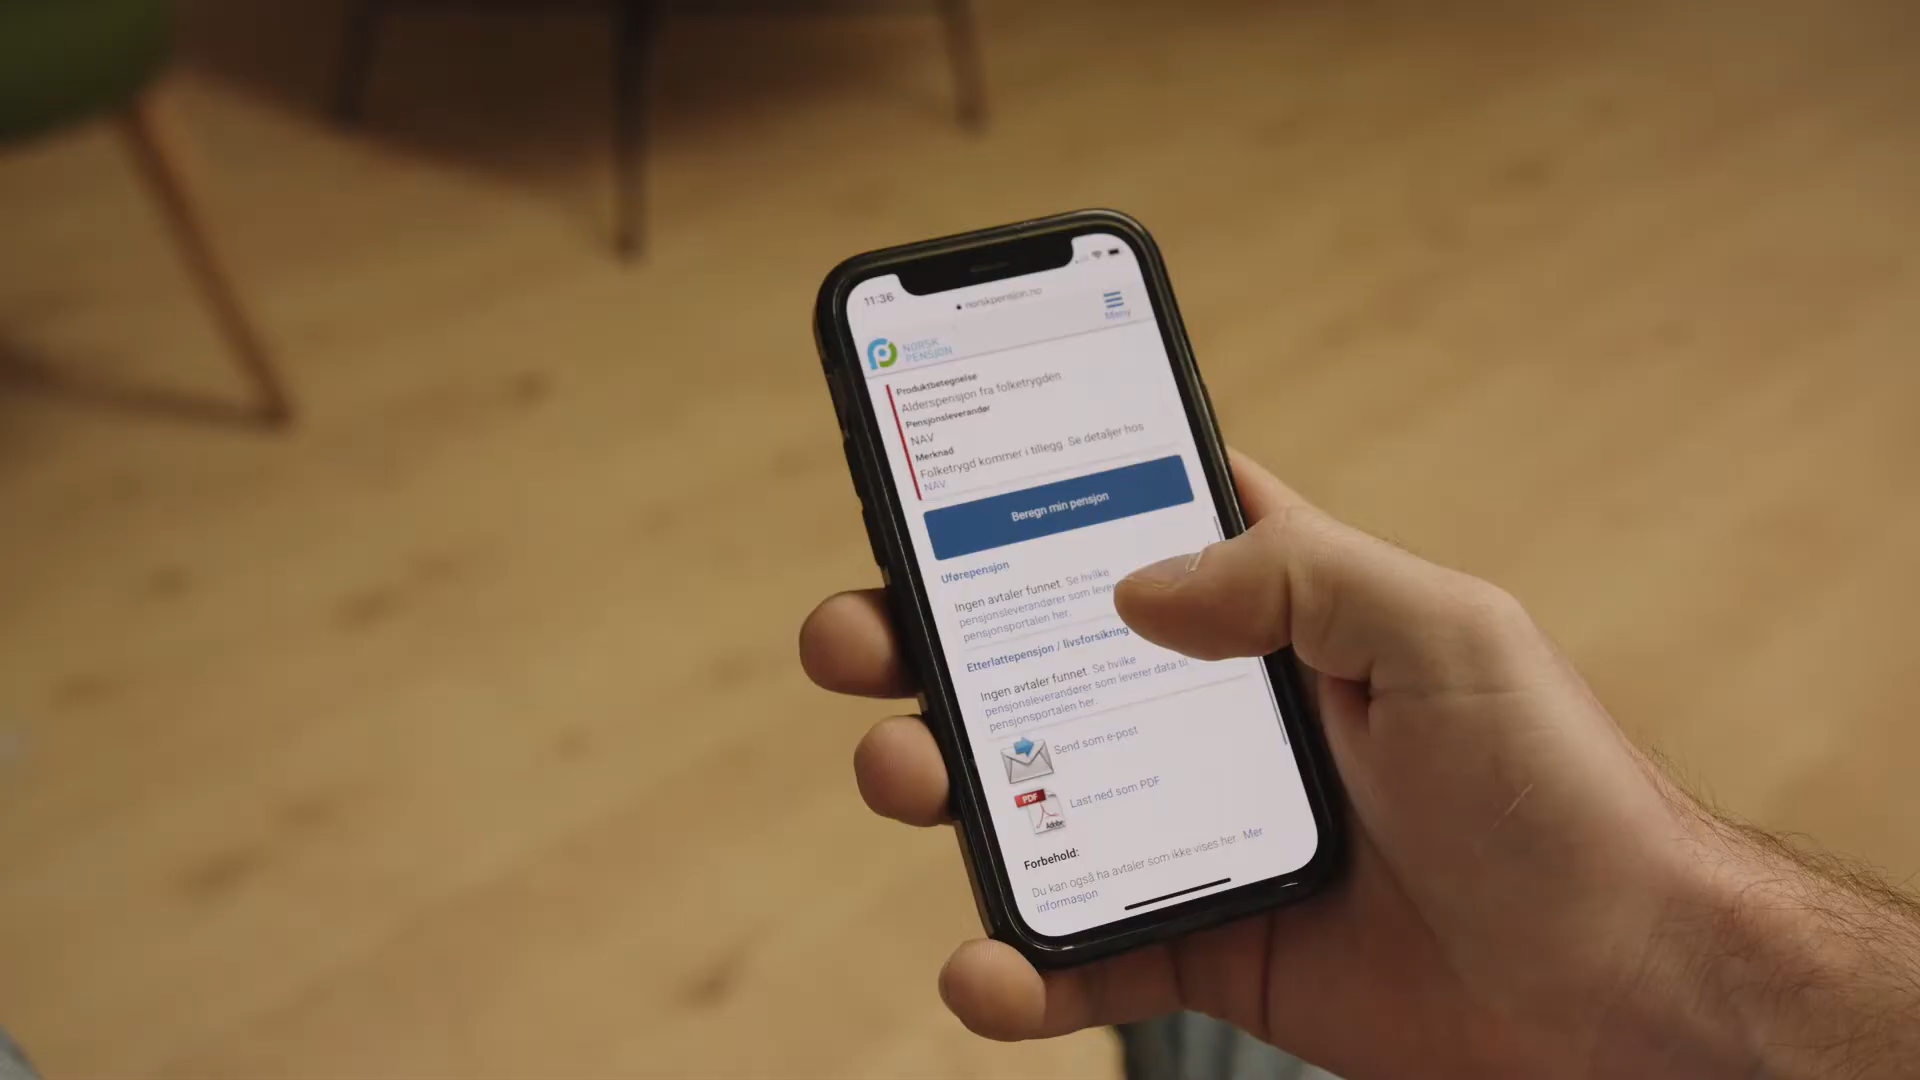 11:36
norskpensjon.no
Meny
NORSK
PENSJON
Produktbetegnelse
Alderspensjon fra folketrygden
Pensjonsleverandør
NAV
Merknad
Folketrygd kommer i tillegg. Se detaljer hos
NAV.
Beregn min pensjon
Uførepensjon
Ingen avtaler funnet. Se hvilke
pensjonsleverandører som
pensjonsportalen her.
Etterlattepensjon / livsforsikring
Ingen avtaler funnet. Se hvilke
pensjonsleverandører som leverer data til
pensjonsportalen her.
Send som e-post
PDF
Adobe
Last ned som PDF
Forbehold:
Du kan også ha avtaler som ikke vises her. Mer
informasjon